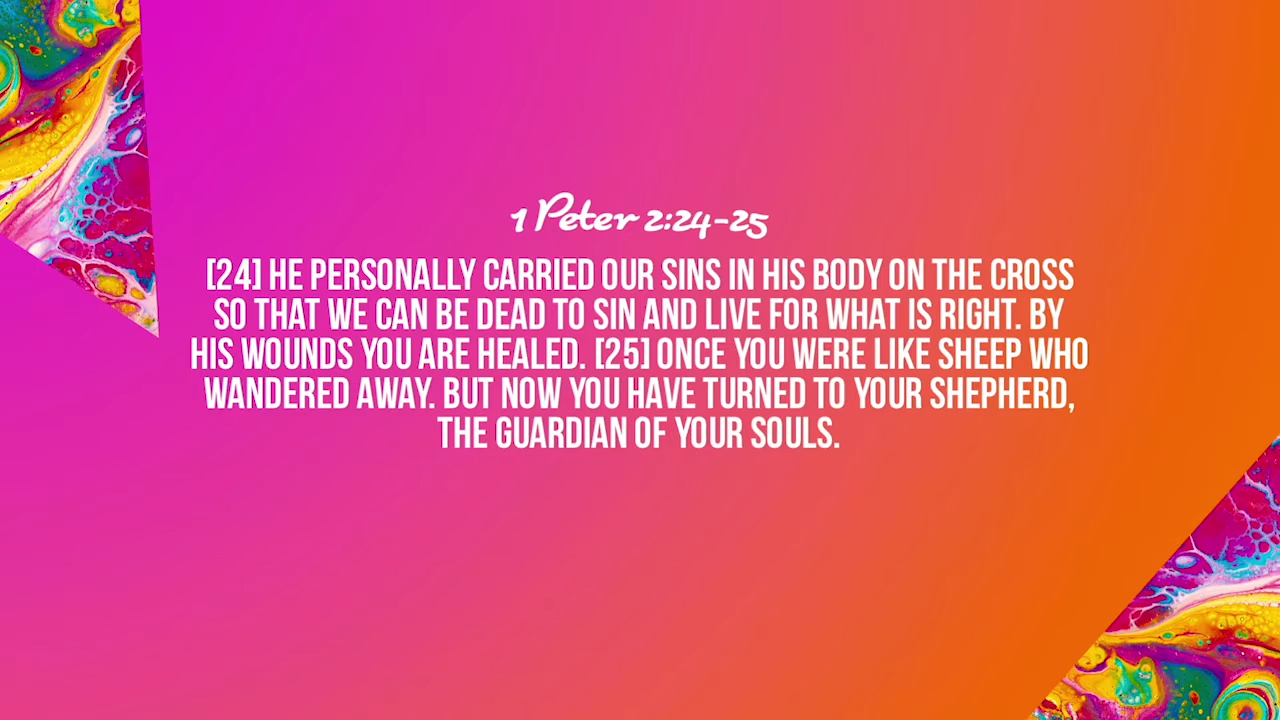 1 Peter 2:24-25
[24] HE PERSONALLY CARRIED OUR SINS IN HIS BODY ON THE CROSS
SO THAT WE CAN BE DEAD TO SIN AND LIVE FOR WHAT IS RIGHT. BY
HIS WOUNDS YOU ARE HEALED. [25] ONCE YOU WERE LIKE SHEEP WHO
WANDERED AWAY. BUT NOW YOU HAVE TURNED TO YOUR SHEPHERD,
THE GUARDIAN OF YOUR SOULS.